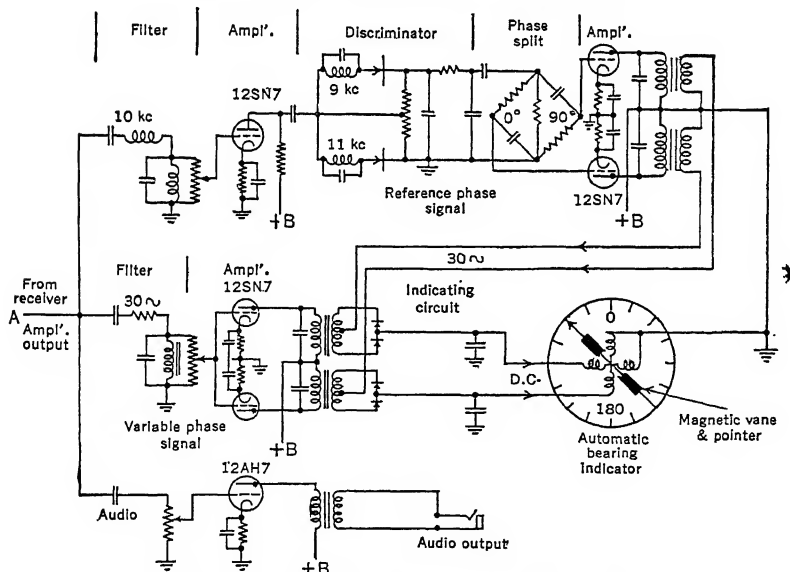 Filter
Ampl'.
Discriminator
Phase split
Ampl'.
10 kc
12SN7
9 kc
0°
90°
11 kc
+B
Reference phase signal
12SN7
+B
30~
From receiver
A
Ampl'. output
Filter
30~
Ampl'.
12SN7
Indicating circuit
0
D.C.
180
Magnetic vane & pointer
Variable phase signal
+B
Automatic bearing indicator
12AH7
Audio
+B
Audio output